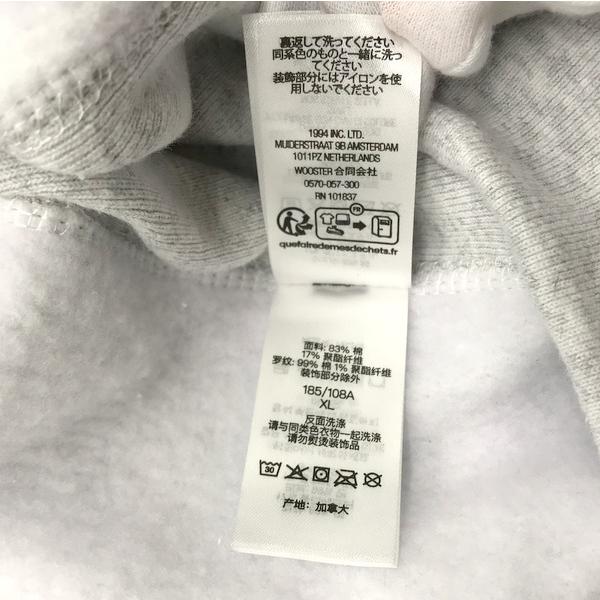 裏返して洗ってください
同系色のものと一緒に洗っ
てください
装飾部分にはアイロンを使
用しないでください
1994 INC. LTD.
MUIDERSTRAAT 9B AMSTERDAM
1011PZ NETHERLANDS
WOOSTER 合同会社
0570-057-300
RN 101837
FR
quefairedemesdechets.fr/
面料: 83% 棉
17% 聚酯纤维
罗纹: 99% 棉 1% 聚酯纤维
装饰部分除外
185/108A
XL
反面洗涤
请与同类色衣物一起洗涤
请勿熨烫装饰品
30
产地: 加拿大